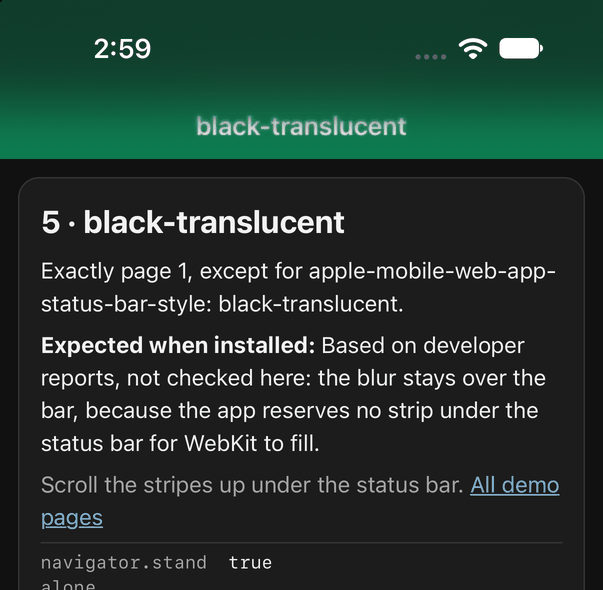 2:59
black-translucent
5 · black-translucent
Exactly page 1, except for apple-mobile-web-app-
status-bar-style: black-translucent.
Expected when installed: Based on developer
reports, not checked here: the blur stays over the
bar, because the app reserves no strip under the
status bar for WebKit to fill.
Scroll the stripes up under the status bar. All demo
pages
navigator.stand true
alone